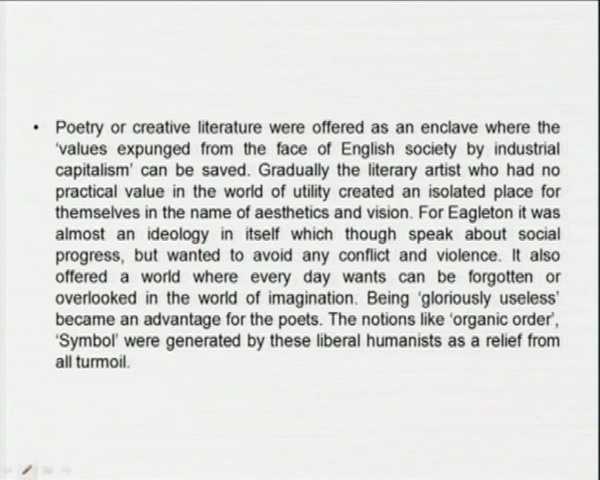 • Poetry or creative literature were offered as an enclave where the
‘values expunged from the face of English society by industrial
capitalism’ can be saved. Gradually the literary artist who had no
practical value in the world of utility created an isolated place for
themselves in the name of aesthetics and vision. For Eagleton it was
almost an ideology in itself which though speak about social
progress, but wanted to avoid any conflict and violence. It also
offered a world where every day wants can be forgotten or
overlooked in the world of imagination. Being ‘gloriously useless’
became an advantage for the poets. The notions like ‘organic order’,
‘Symbol’ were generated by these liberal humanists as a relief from
all turmoil.